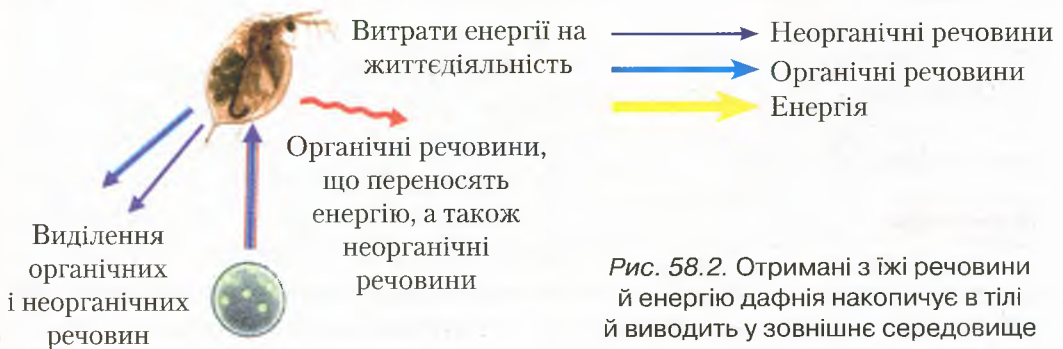 Витрати енергії на
життєдіяльність
Неорганічні речовини
Органічні речовини
Енергія
Органічні речовини,
що переносять
енергію, а також
неорганічні
речовини
Виділення
органічних
і неорганічних
речовин
Рис. 58.2. Отримані з їжі речовини
й енергію дафнія накопичує в тілі
й виводить у зовнішнє середовище